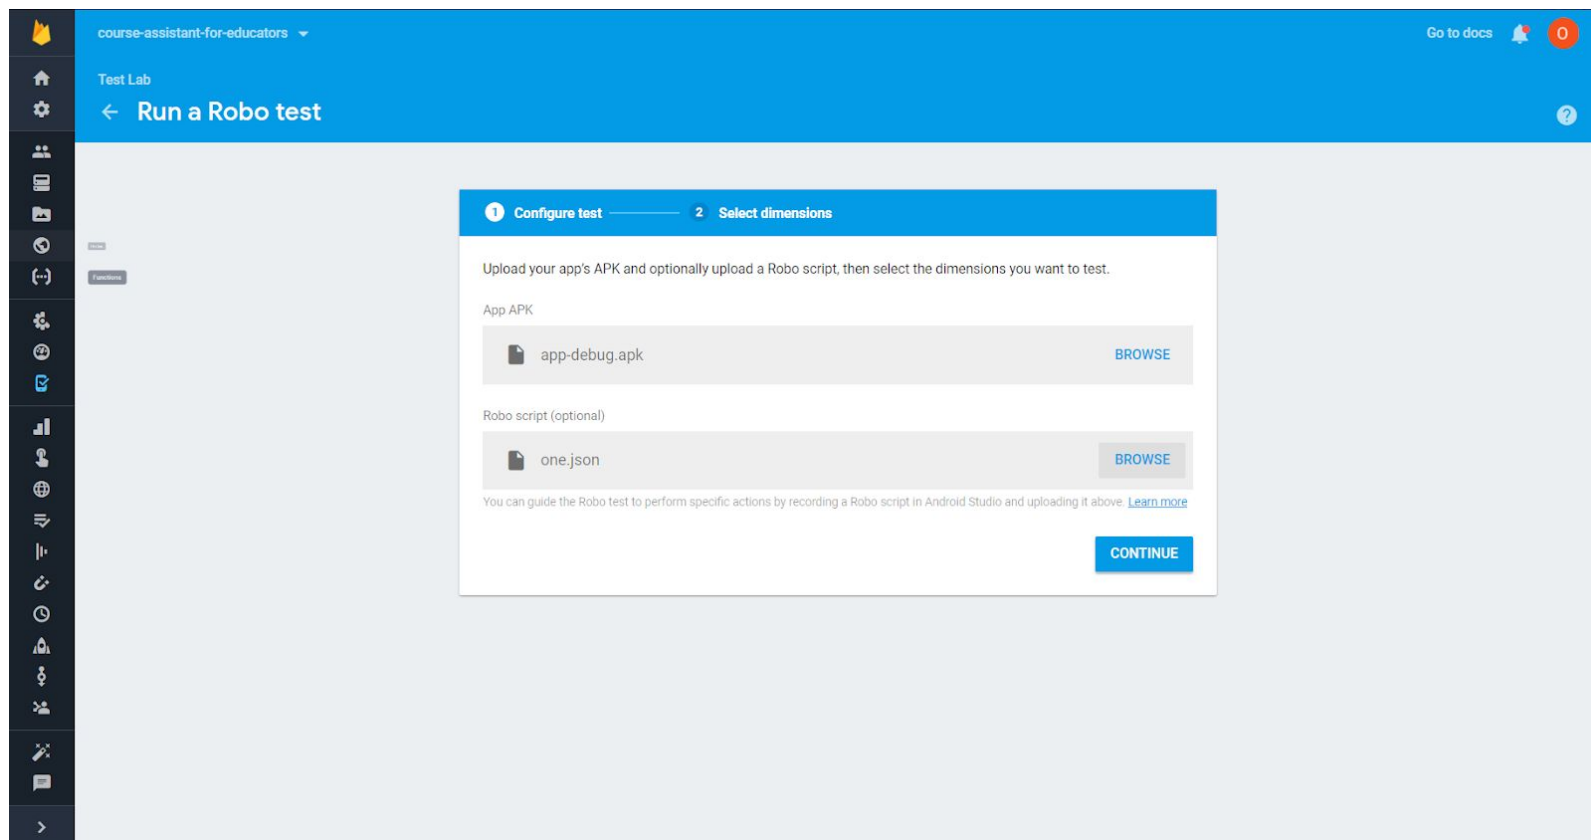 course-assistant-for-educators
Go to docs
O
Test Lab
Run a Robo test
?
1 Configure test
2 Select dimensions
Functions
Upload your app's APK and optionally upload a Robo script, then select the dimensions you want to test.
App APK
app-debug.apk
BROWSE
Robo script (optional)
one.json
BROWSE
You can guide the Robo test to perform specific actions by recording a Robo script in Android Studio and uploading it above. Learn more
CONTINUE